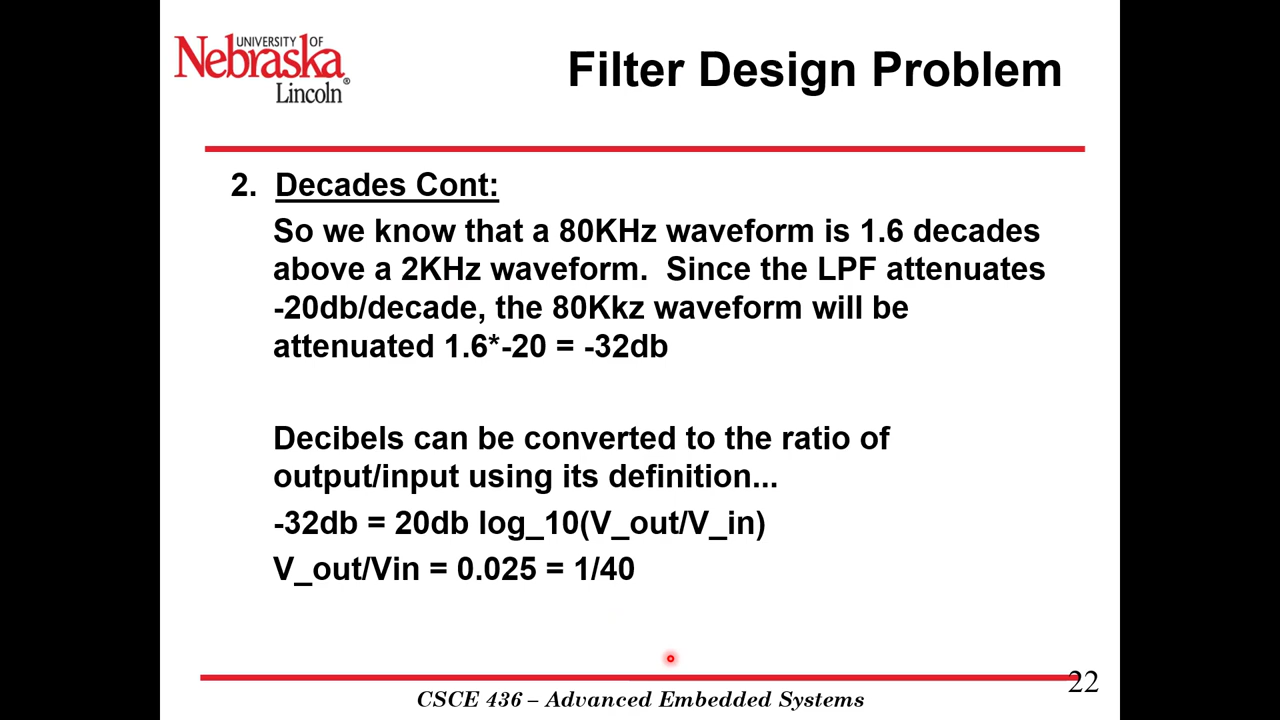 UNIVERSITY OF
Nebraska®
Lincoln
Filter Design Problem
2. Decades Cont:
So we know that a 80KHz waveform is 1.6 decades
above a 2KHz waveform. Since the LPF attenuates
-20db/decade, the 80Kkz waveform will be
attenuated 1.6*-20 = -32db
Decibels can be converted to the ratio of
output/input using its definition...
-32db = 20db log_10(V_out/V_in)
V_out/Vin = 0.025 = 1/40
CSCE 436 – Advanced Embedded Systems
22